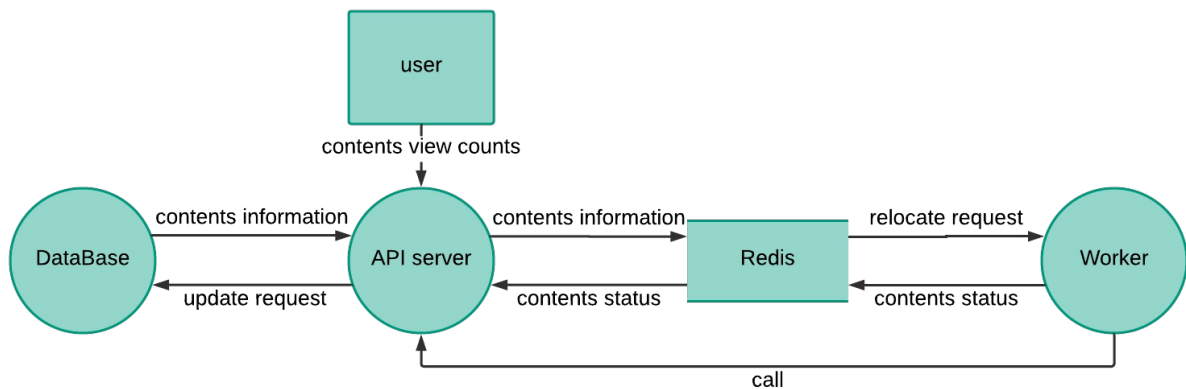 user
contents view counts
contents information
contents information
relocate request
DataBase
API server
Redis
Worker
update request
contents status
contents status
call